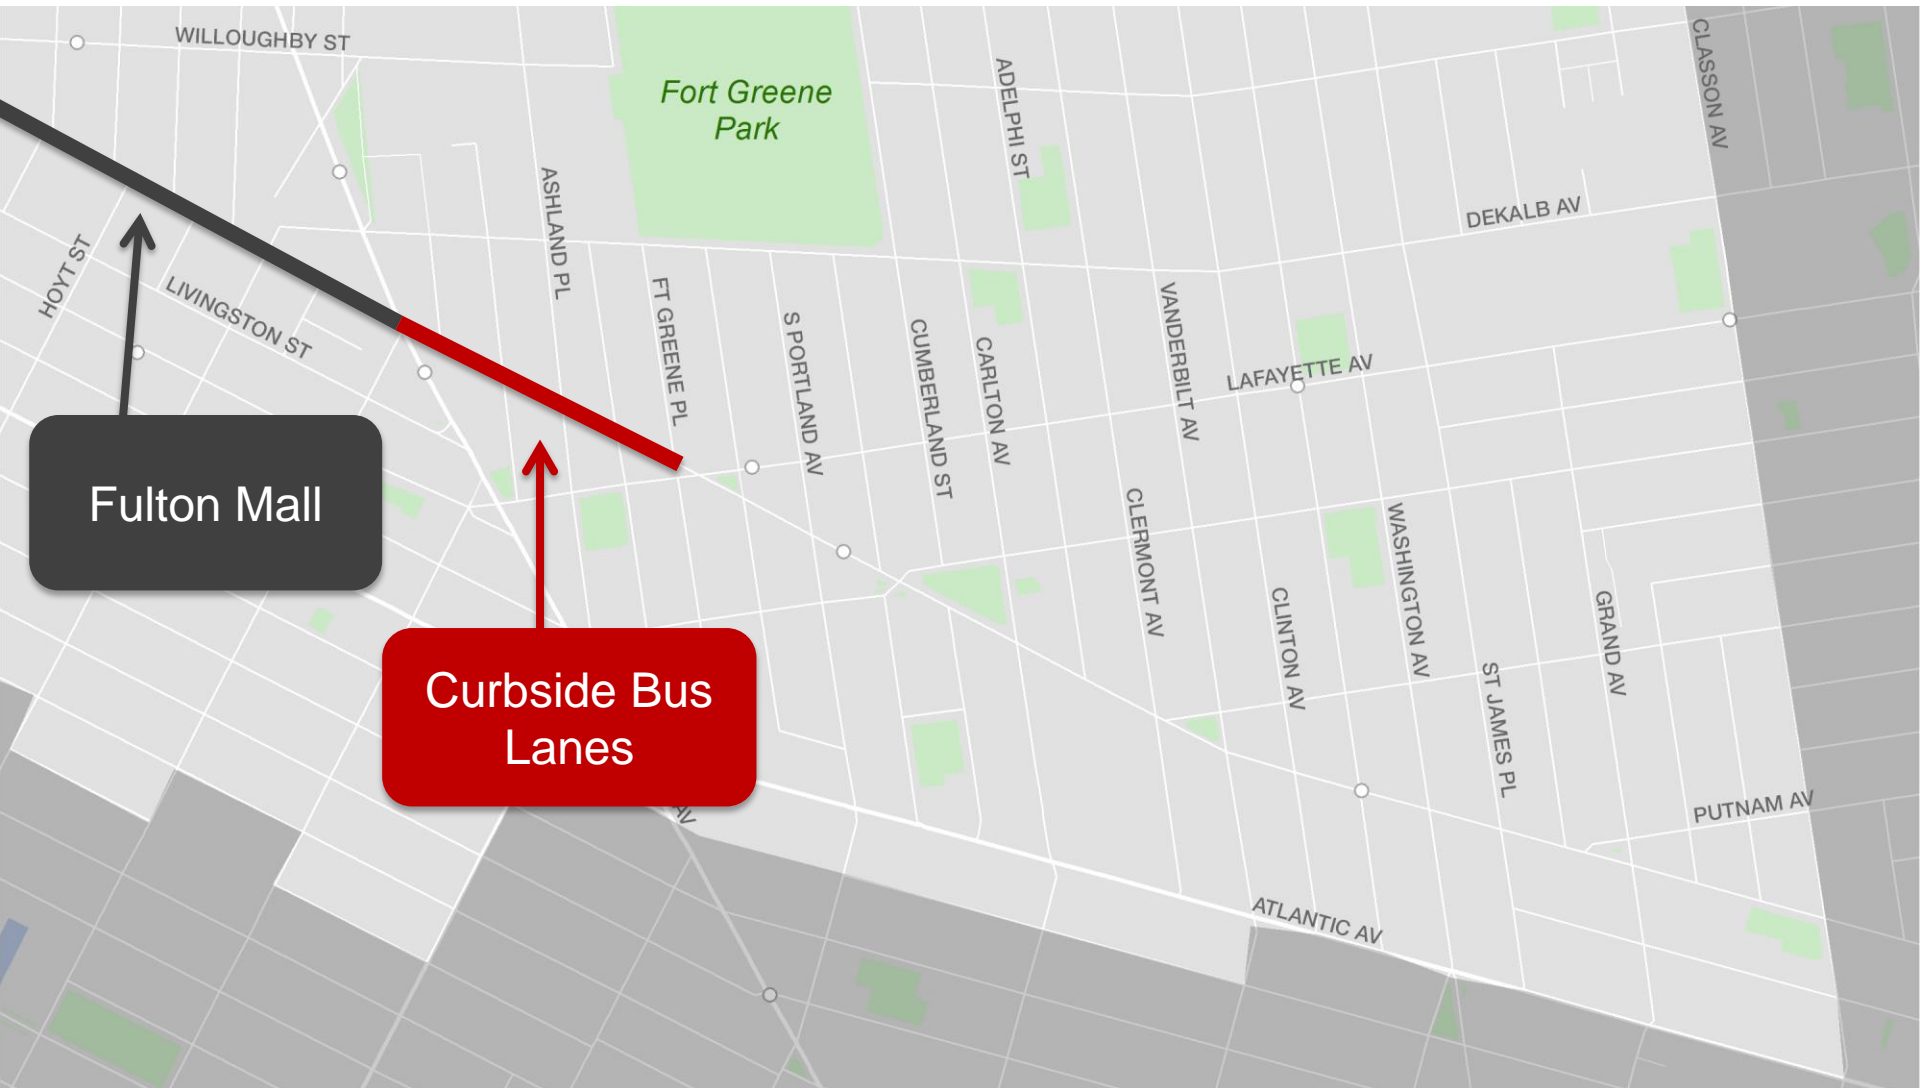 WILLOUGHBY ST
Fort Greene
Park
ADELPHI ST
CLASSON AV
ASHLAND PL
DEKALB AV
HOYT ST
LIVINGSTON ST
FT GREENE PL
S PORTLAND AV
CUMBERLAND ST
CARLTON AV
VANDERBILT AV
LAFAYETTE AV
Fulton Mall
CLERMONT AV
WASHINGTON AV
CLINTON AV
GRAND AV
ST JAMES PL
Curbside Bus
Lanes
AV
PUTNAM AV
ATLANTIC AV